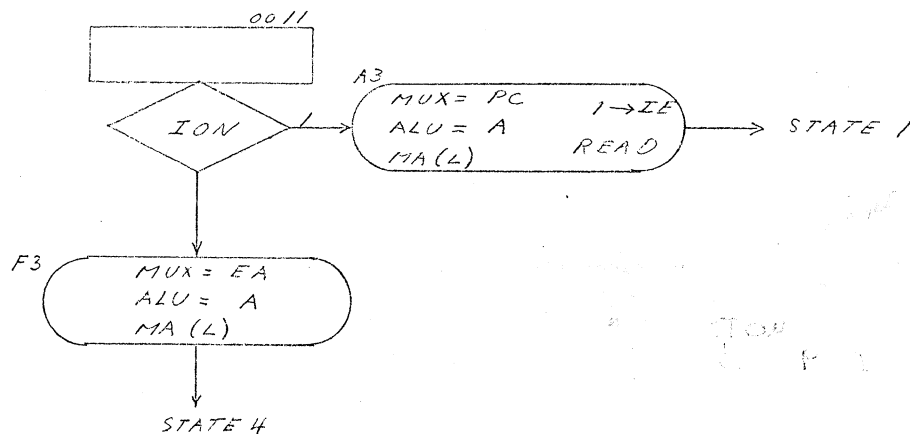 0011
ION
1
A3
MUX = PC
1→IE
ALU = A
MA(L)
READ
STATE 1
F3
MUX = EA
ALU = A
MA(L)
STATE 4